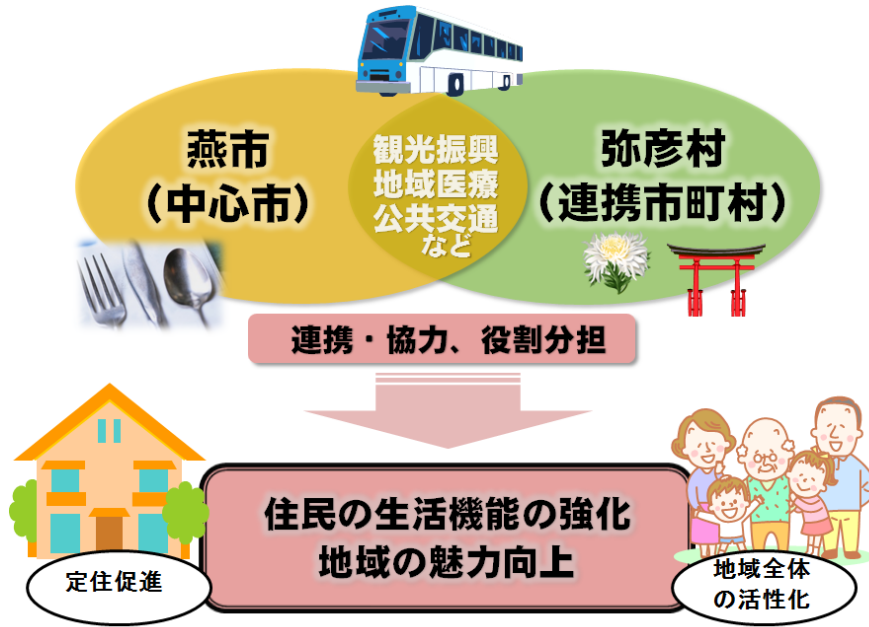 燕市
（中心市）
観光振興
地域医療
公共交通
など
弥彦村
（連携市町村）
連携・協力、役割分担
住民の生活機能の強化
地域の魅力向上
定住促進
地域全体
の活性化